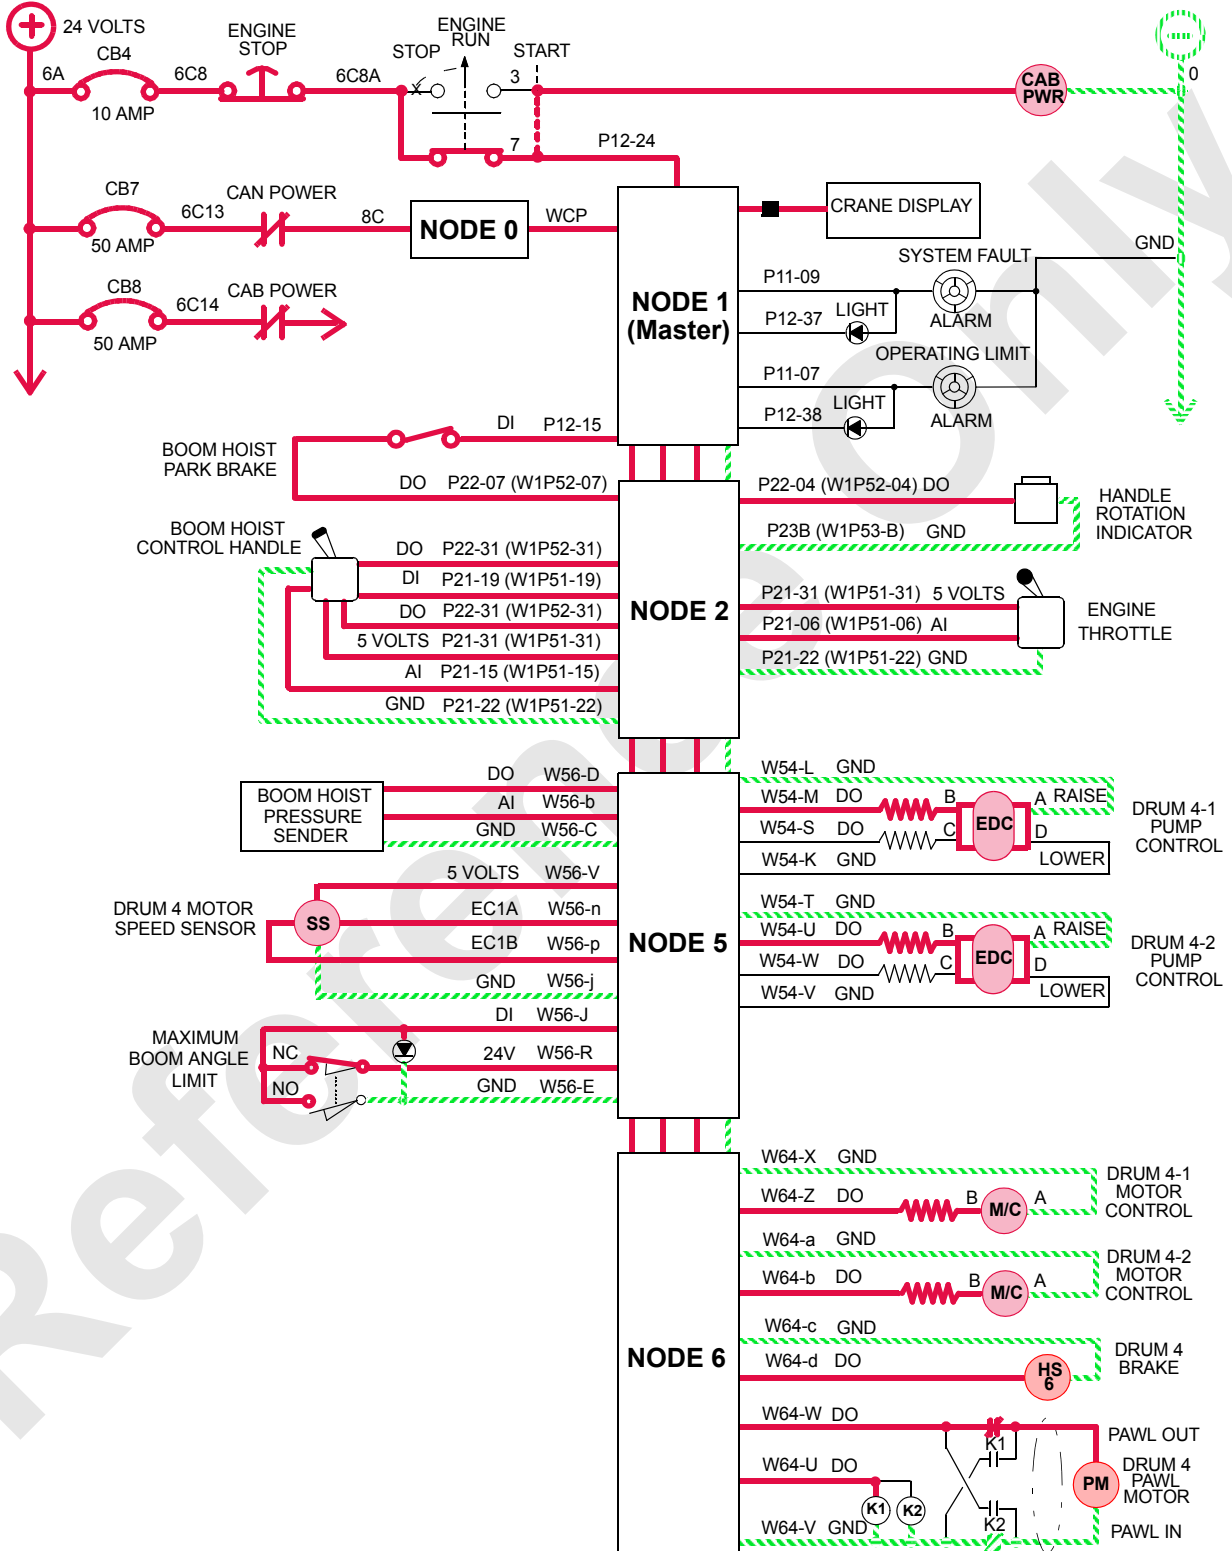 24 VOLTS
CB4
6A
10 AMP
6C8
ENGINE
STOP
6C8A
STOP
ENGINE
RUN
START
X
3
7
P12-24
CAB
PWR
0
CB7
50 AMP
6C13
CAN POWER
8C
NODE 0
WCP
CB8
50 AMP
6C14
CAB POWER
NODE 1
(Master)
CRANE DISPLAY
GND
SYSTEM FAULT
P11-09
P12-37
LIGHT
ALARM
OPERATING LIMIT
P11-07
P12-38
LIGHT
ALARM
BOOM HOIST
PARK BRAKE
DI P12-15
DO P22-07 (W1P52-07)
BOOM HOIST
CONTROL HANDLE
DO P22-31 (W1P52-31)
DI P21-19 (W1P51-19)
DO P22-31 (W1P52-31)
5 VOLTS P21-31 (W1P51-31)
AI P21-15 (W1P51-15)
GND P21-22 (W1P51-22)
NODE 2
P22-04 (W1P52-04) DO
P23B (W1P53-B) GND
HANDLE
ROTATION
INDICATOR
P21-31 (W1P51-31) 5 VOLTS
P21-06 (W1P51-06) AI
P21-22 (W1P51-22) GND
ENGINE
THROTTLE
BOOM HOIST
PRESSURE
SENDER
DO W56-D
AI W56-b
GND W56-C
DRUM 4 MOTOR
SPEED SENSOR
SS
5 VOLTS W56-V
EC1A W56-n
EC1B W56-p
GND W56-j
MAXIMUM
BOOM ANGLE
LIMIT
NC
NO
DI W56-J
24V W56-R
GND W56-E
NODE 5
W54-L GND
W54-M DO
W54-S DO
W54-K GND
B
C
EDC
A RAISE
D
LOWER
DRUM 4-1
PUMP
CONTROL
W54-T GND
W54-U DO
W54-W DO
W54-V GND
B
C
EDC
A RAISE
D
LOWER
DRUM 4-2
PUMP
CONTROL
NODE 6
W64-X GND
W64-Z DO
B
M/C
A
DRUM 4-1
MOTOR
CONTROL
W64-a GND
W64-b DO
B
M/C
A
DRUM 4-2
MOTOR
CONTROL
W64-c GND
W64-d DO
HS
6
DRUM 4
BRAKE
W64-W DO
W64-U DO
W64-V GND
K1
K2
K1
K2
PM
PAWL OUT
DRUM 4
PAWL
MOTOR
PAWL IN
Reference Only